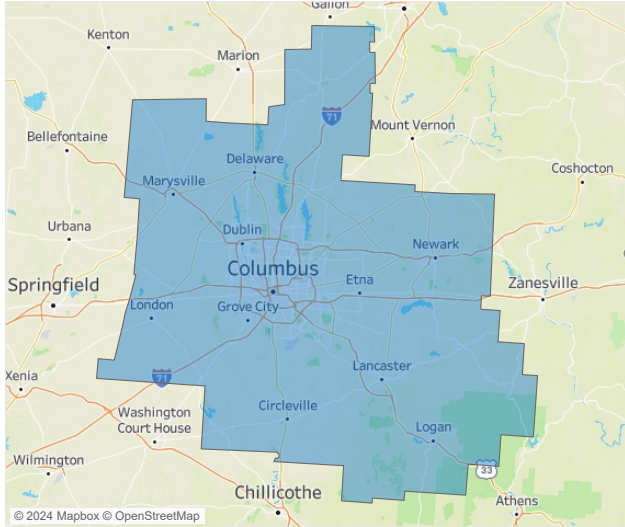 Galion
Kenton
Marion
71
Mount Vernon
Bellefontaine
Delaware
Coshocton
Marysville
Urbana
Dublin
Newark
Columbus
Springfield
Etna
Zanesville
London
Grove City
Xenia
71
Lancaster
Washington
Court House
Circleville
Logan
Wilmington
33
Chillicothe
Athens
© 2024 Mapbox © OpenStreetMap